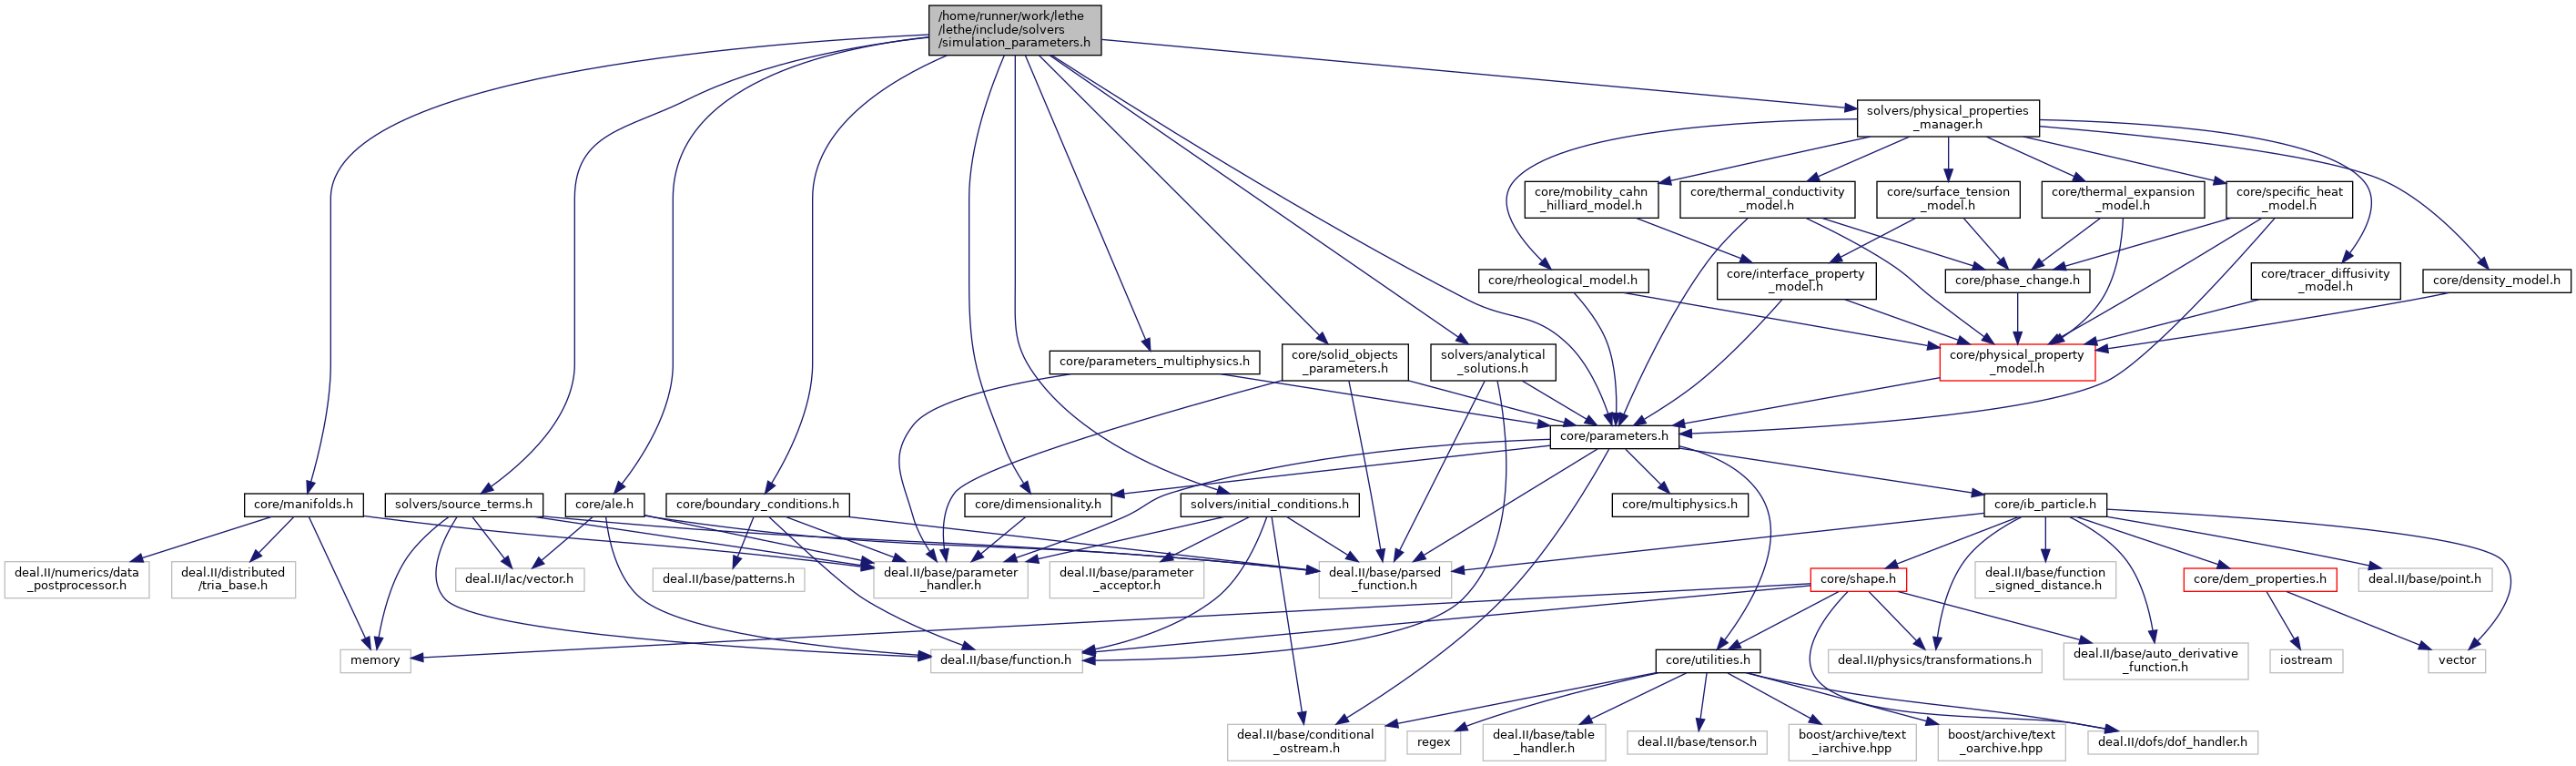 /home/runner/work/lethe
/lethe/include/solvers
/simulation_parameters.h
solvers/physical_properties
_manager.h
core/mobility_cahn
_hilliard_model.h
core/thermal_conductivity
_model.h
core/surface_tension
_model.h
core/thermal_expansion
_model.h
core/specific_heat
_model.h
core/rheological_model.h
core/interface_property
_model.h
core/phase_change.h
core/tracer_diffusivity
_model.h
core/density_model.h
core/parameters_multiphysics.h
core/solid_objects
_parameters.h
solvers/analytical
_solutions.h
core/physical_property
_model.h
core/parameters.h
core/manifolds.h
solvers/source_terms.h
core/ale.h
core/boundary_conditions.h
core/dimensionality.h
solvers/initial_conditions.h
core/multiphysics.h
core/ib_particle.h
deal.II/numerics/data
_postprocessor.h
deal.II/distributed
/tria_base.h
deal.II/lac/vector.h
deal.II/base/patterns.h
deal.II/base/parameter
_handler.h
deal.II/base/parameter
_acceptor.h
deal.II/base/parsed
_function.h
core/shape.h
deal.II/base/function
_signed_distance.h
core/dem_properties.h
deal.II/base/point.h
memory
deal.II/base/function.h
core/utilities.h
deal.II/physics/transformations.h
deal.II/base/auto_derivative
_function.h
iostream
vector
deal.II/base/conditional
_ostream.h
regex
deal.II/base/table
_handler.h
deal.II/base/tensor.h
boost/archive/text
_iarchive.hpp
boost/archive/text
_oarchive.hpp
deal.II/dofs/dof_handler.h